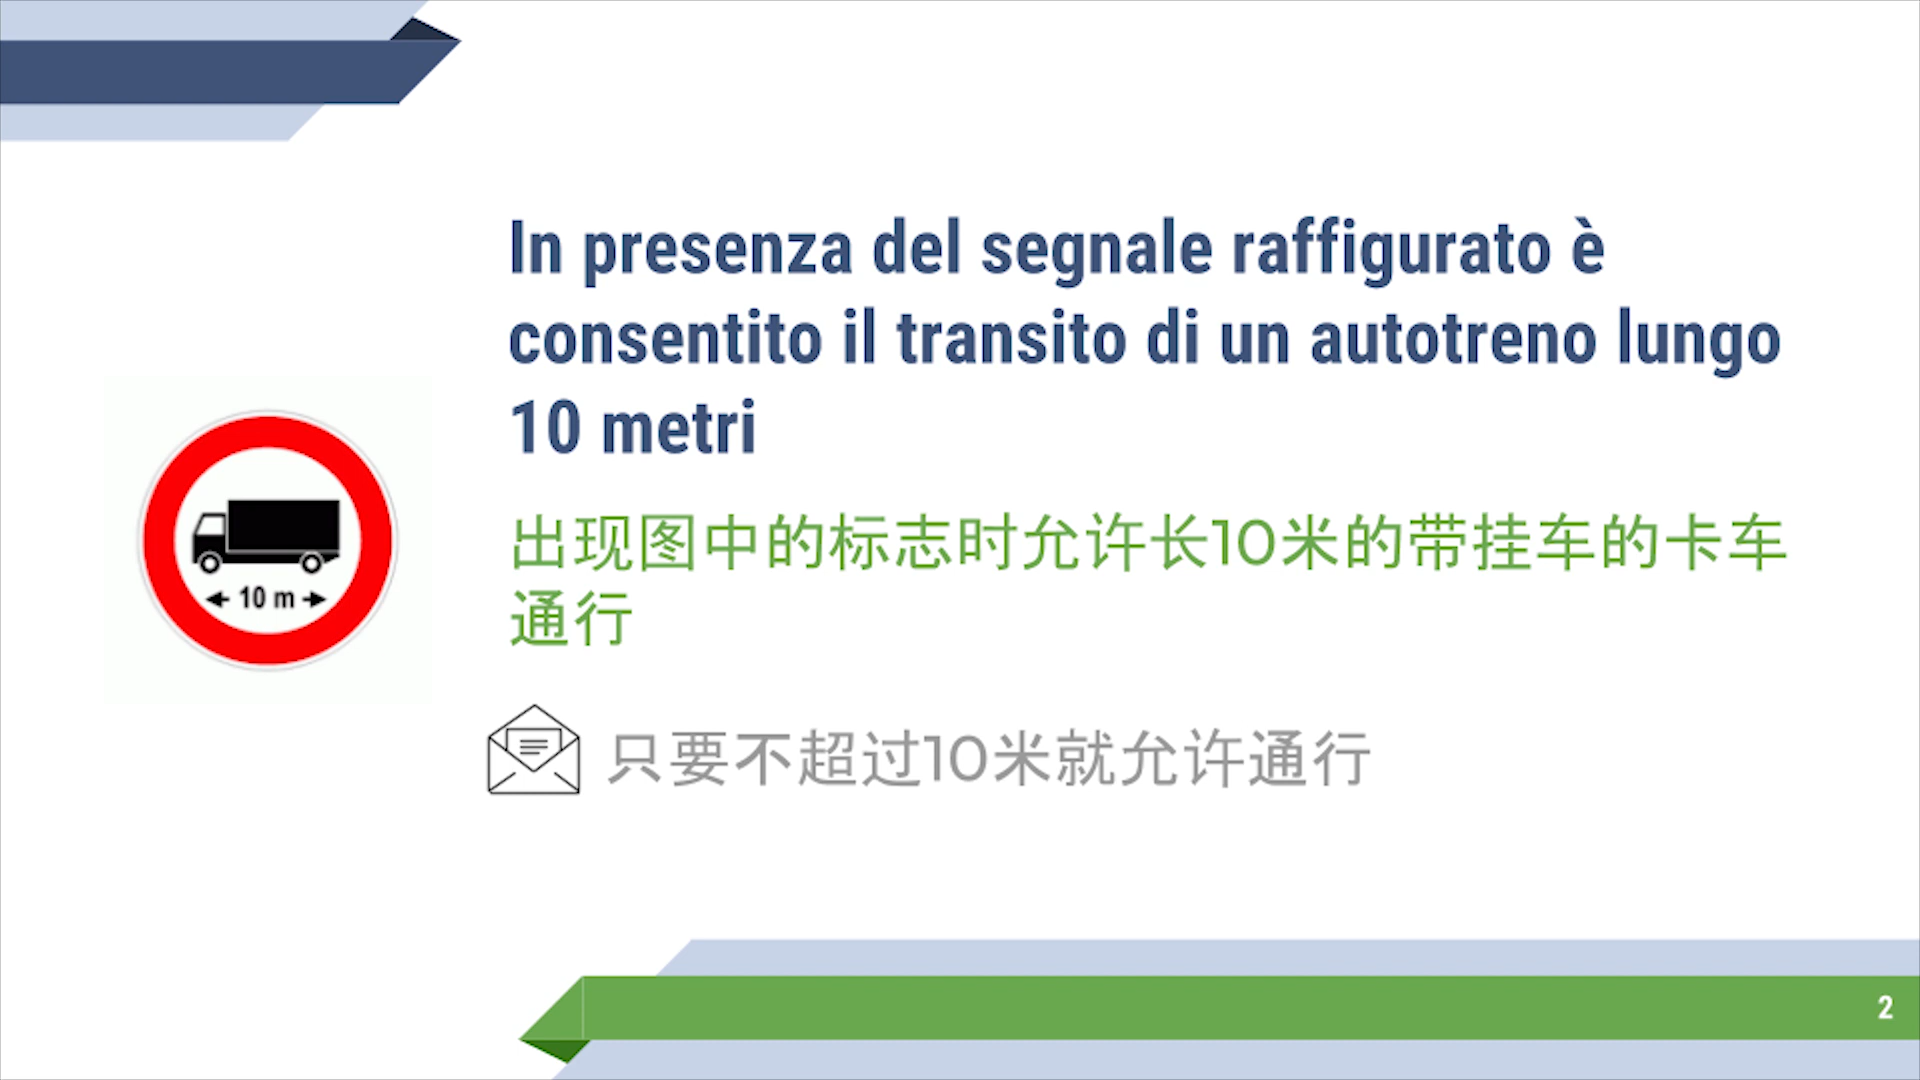 In presenza del segnale raffigurato è
consentito il transito di un autotreno lungo
10 metri
出现图中的标志时允许长10米的带挂车的卡车
通行
10 m
只要不超过10米就允许通行
2